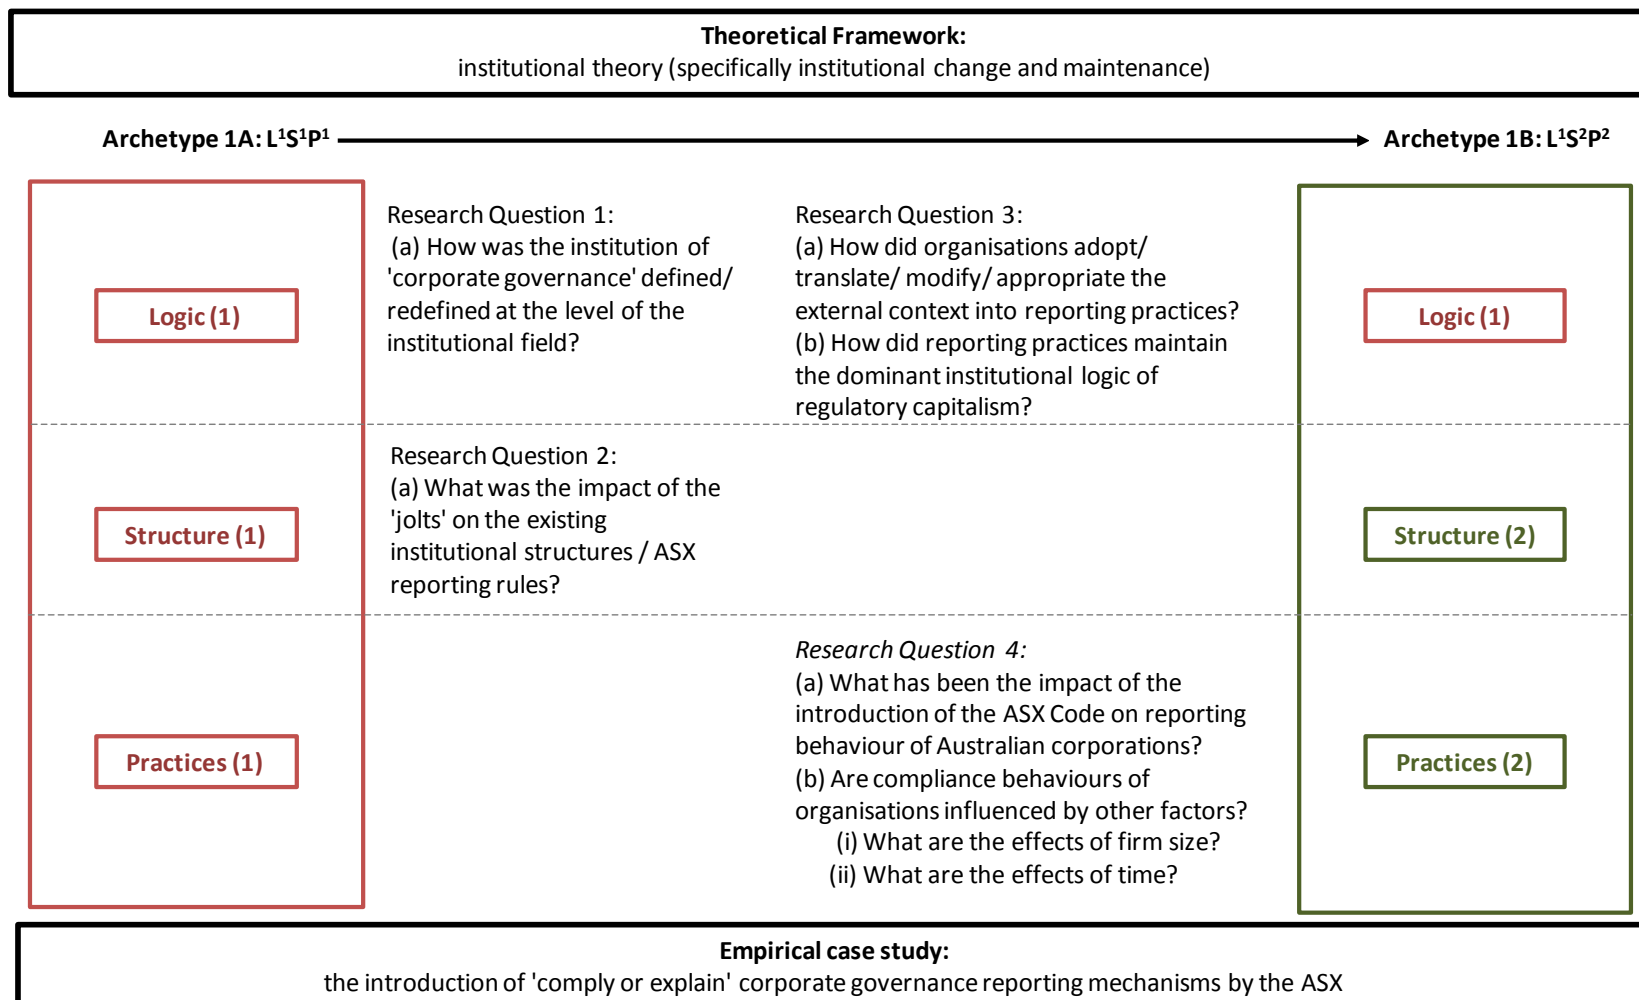 Theoretical Framework:
institutional theory (specifically institutional change and maintenance)
Archetype 1A: L¹S¹P¹
Archetype 1B: L¹S²P²
Logic (1)
Research Question 1:
(a) How was the institution of
'corporate governance' defined/
redefined at the level of the
institutional field?
Research Question 3:
(a) How did organisations adopt/
translate/ modify/ appropriate the
external context into reporting practices?
(b) How did reporting practices maintain
the dominant institutional logic of
regulatory capitalism?
Logic (1)
Structure (1)
Research Question 2:
(a) What was the impact of the
'jolts' on the existing
institutional structures / ASX
reporting rules?
Structure (2)
Practices (1)
Research Question 4:
(a) What has been the impact of the
introduction of the ASX Code on reporting
behaviour of Australian corporations?
(b) Are compliance behaviours of
organisations influenced by other factors?
(i) What are the effects of firm size?
(ii) What are the effects of time?
Practices (2)
Empirical case study:
the introduction of 'comply or explain' corporate governance reporting mechanisms by the ASX